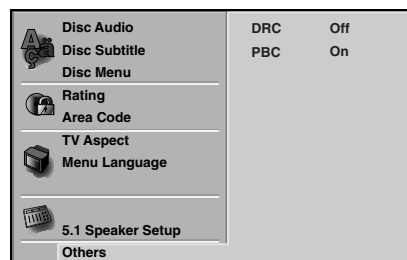 Disc Audio
Disc Subtitle
Disc Menu
Rating
Area Code
TV Aspect
Menu Language
5.1 Speaker Setup
Others
DRC Off
PBC On